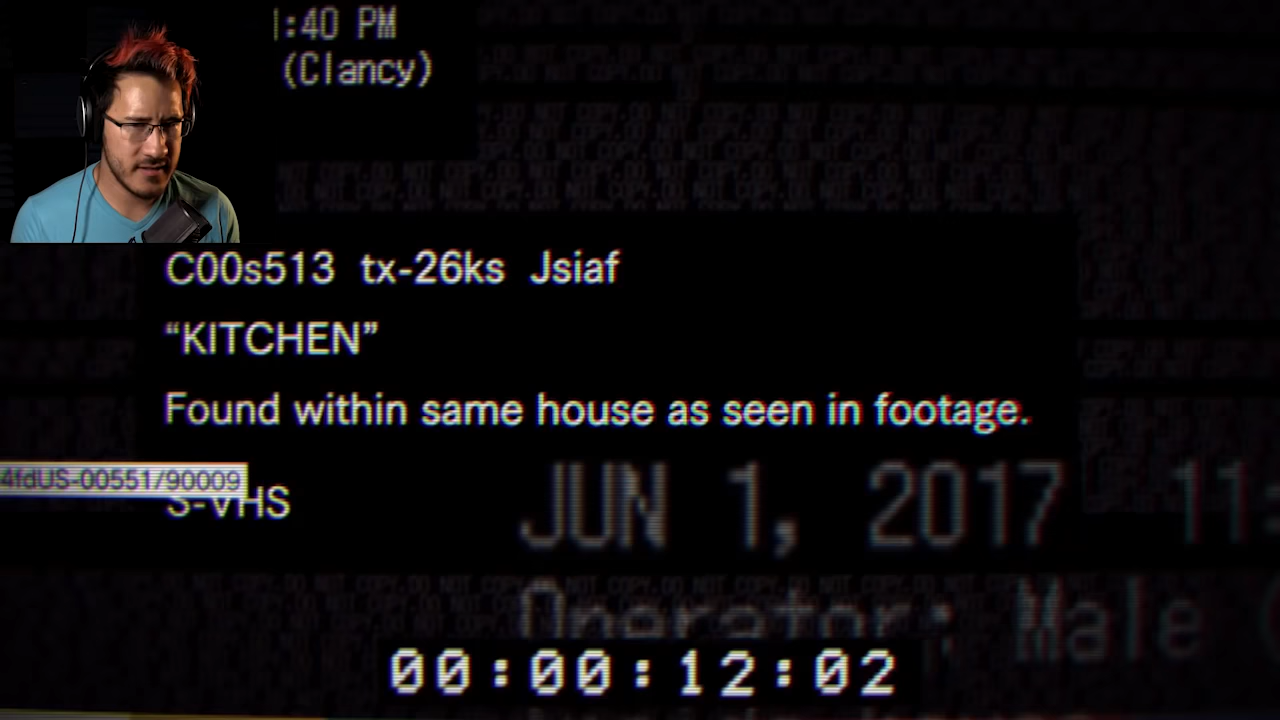 :40 PM
(Clancy)
C00s513 tx-26ks Jsiaf
“KITCHEN”
Found within same house as seen in footage.
4fdUS-00551/90009
S-VHS
JUN 1, 2017 11:
Operator: Male (
00:00:12:02